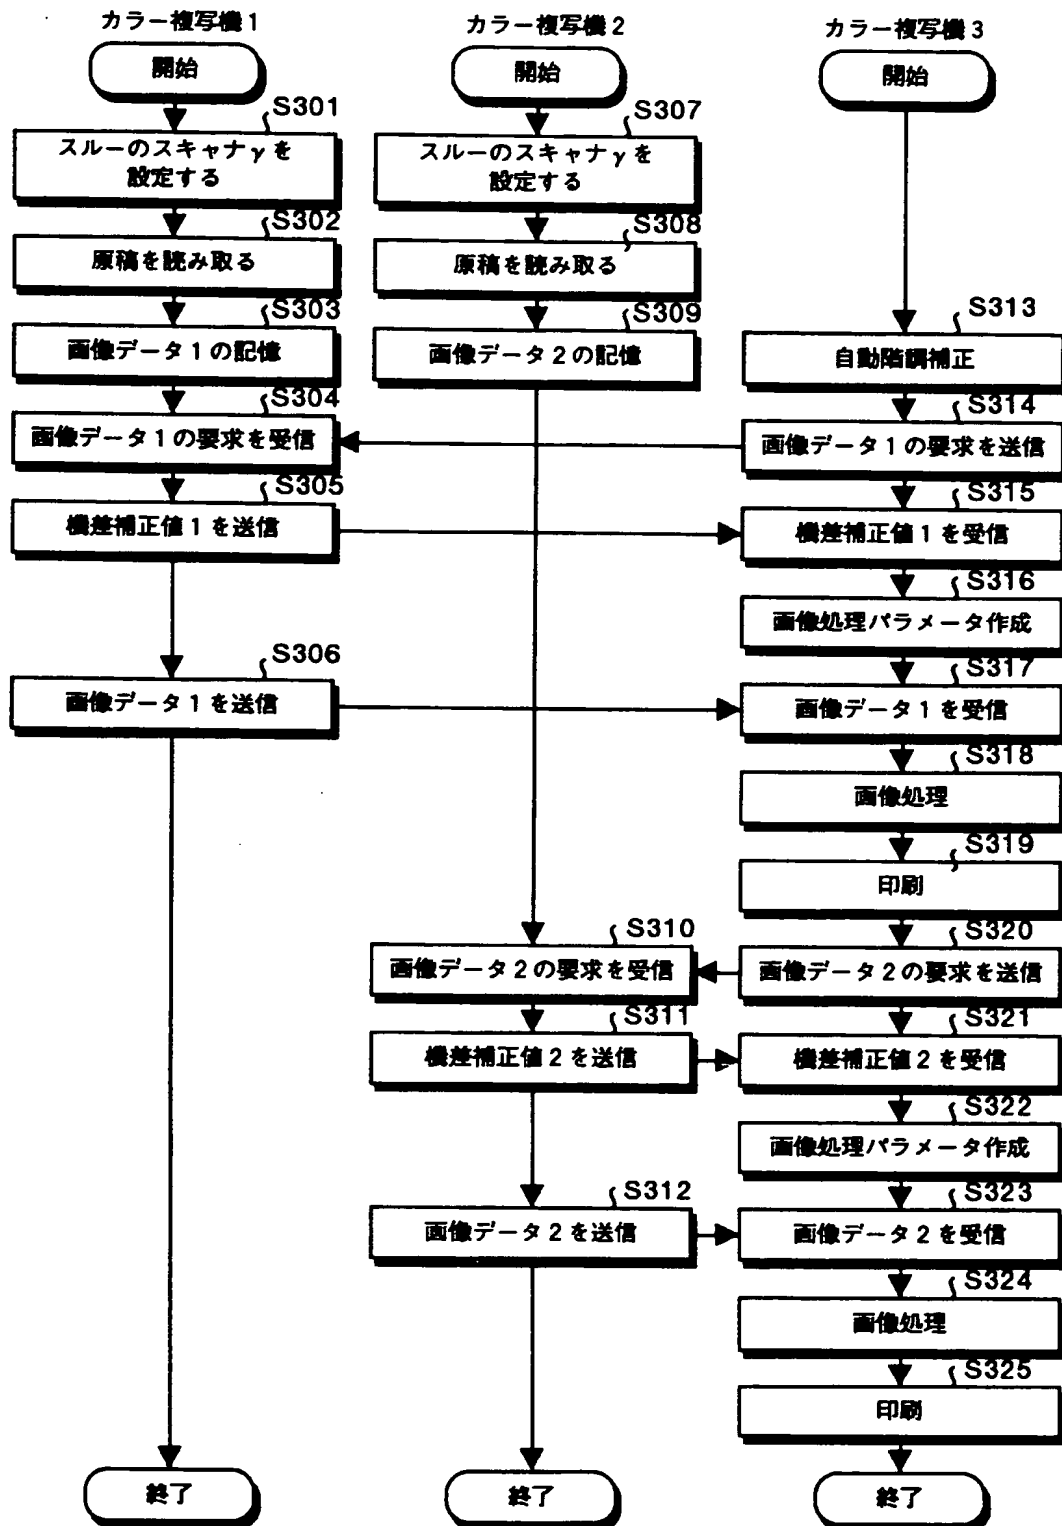 カラー複写機1
開始
S301
スルーのスキャナγを
設定する
S302
原稿を読み取る
S303
画像データ1の記憶
S304
画像データ1の要求を受信
S305
機差補正値1を送信
S306
画像データ1を送信
終了
カラー複写機2
開始
S307
スルーのスキャナγを
設定する
S308
原稿を読み取る
S309
画像データ2の記憶
S310
画像データ2の要求を受信
S311
機差補正値2を送信
S312
画像データ2を送信
終了
カラー複写機3
開始
S313
自動階調補正
S314
画像データ1の要求を送信
S315
機差補正値1を受信
S316
画像処理パラメータ作成
S317
画像データ1を受信
S318
画像処理
S319
印刷
S320
画像データ2の要求を送信
S321
機差補正値2を受信
S322
画像処理パラメータ作成
S323
画像データ2を受信
S324
画像処理
S325
印刷
終了